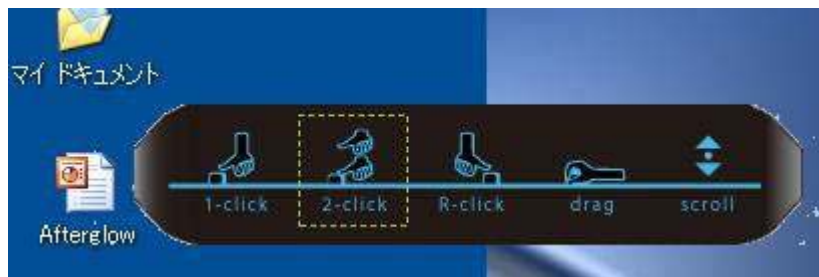 マイ ドキュメント
Afterglow
1-click 2-click R-click drag scroll